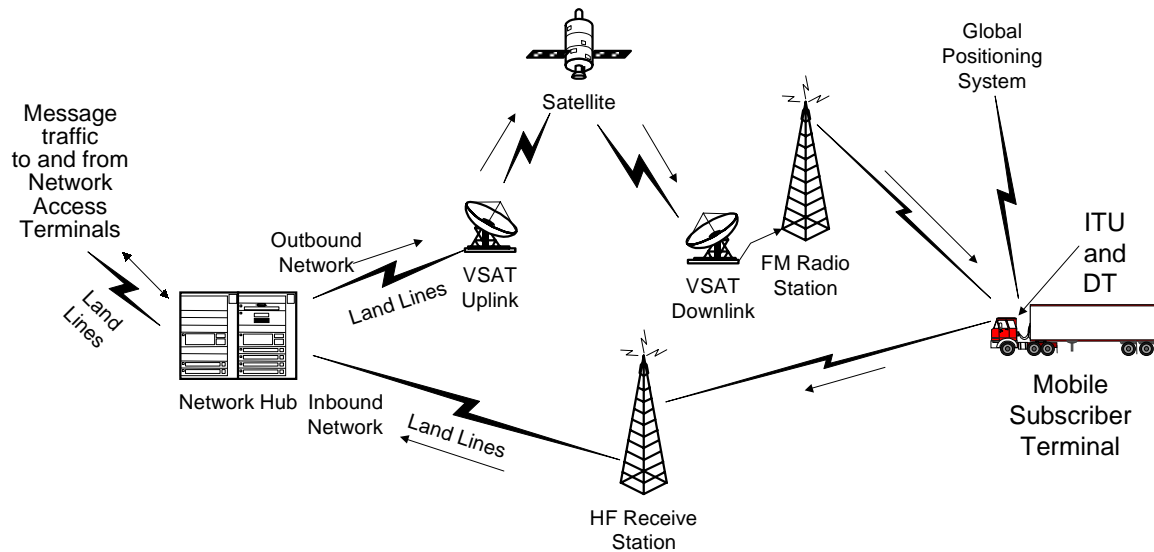 Message
traffic
to and from
Network
Access
Terminals
Land
Lines
Network Hub
Outbound
Network
Land Lines
VSAT
Uplink
Satellite
VSAT
Downlink
FM Radio
Station
Global
Positioning
System
ITU
and
DT
Mobile
Subscriber
Terminal
Inbound
Network
Land Lines
HF Receive
Station